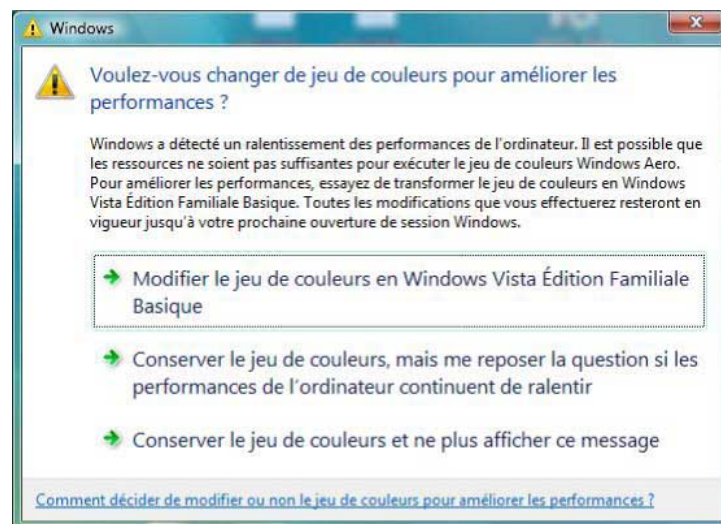 Windows
Voulez-vous changer de jeu de couleurs pour améliorer les
performances ?
Windows a détecté un ralentissement des performances de l'ordinateur. Il est possible que
les ressources ne soient pas suffisantes pour exécuter le jeu de couleurs Windows Aero.
Pour améliorer les performances, essayez de transformer le jeu de couleurs en Windows
Vista Édition Familiale Basique. Toutes les modifications que vous effectuerez resteront en
vigueur jusqu'à votre prochaine ouverture de session Windows.
Modifier le jeu de couleurs en Windows Vista Édition Familiale
Basique
Conserver le jeu de couleurs, mais me reposer la question si les
performances de l'ordinateur continuent de ralentir
Conserver le jeu de couleurs et ne plus afficher ce message
Comment décider de modifier ou non le jeu de couleurs pour améliorer les performances ?